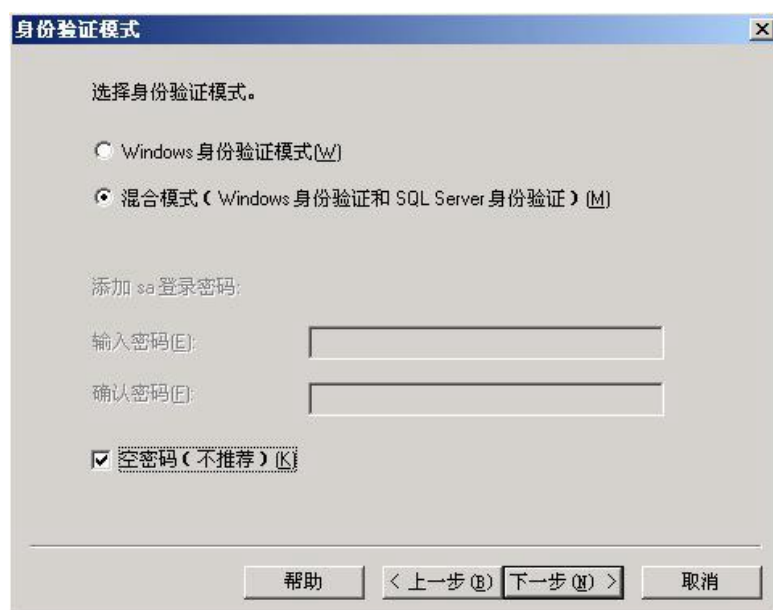 身份验证模式
选择身份验证模式。
Windows 身份验证模式(W)
混合模式（Windows 身份验证和 SQL Server 身份验证）(M)
添加 sa 登录密码:
输入密码(E):
确认密码(F):
空密码（不推荐）(K)
帮助 < 上一步(B) 下一步(N) > 取消